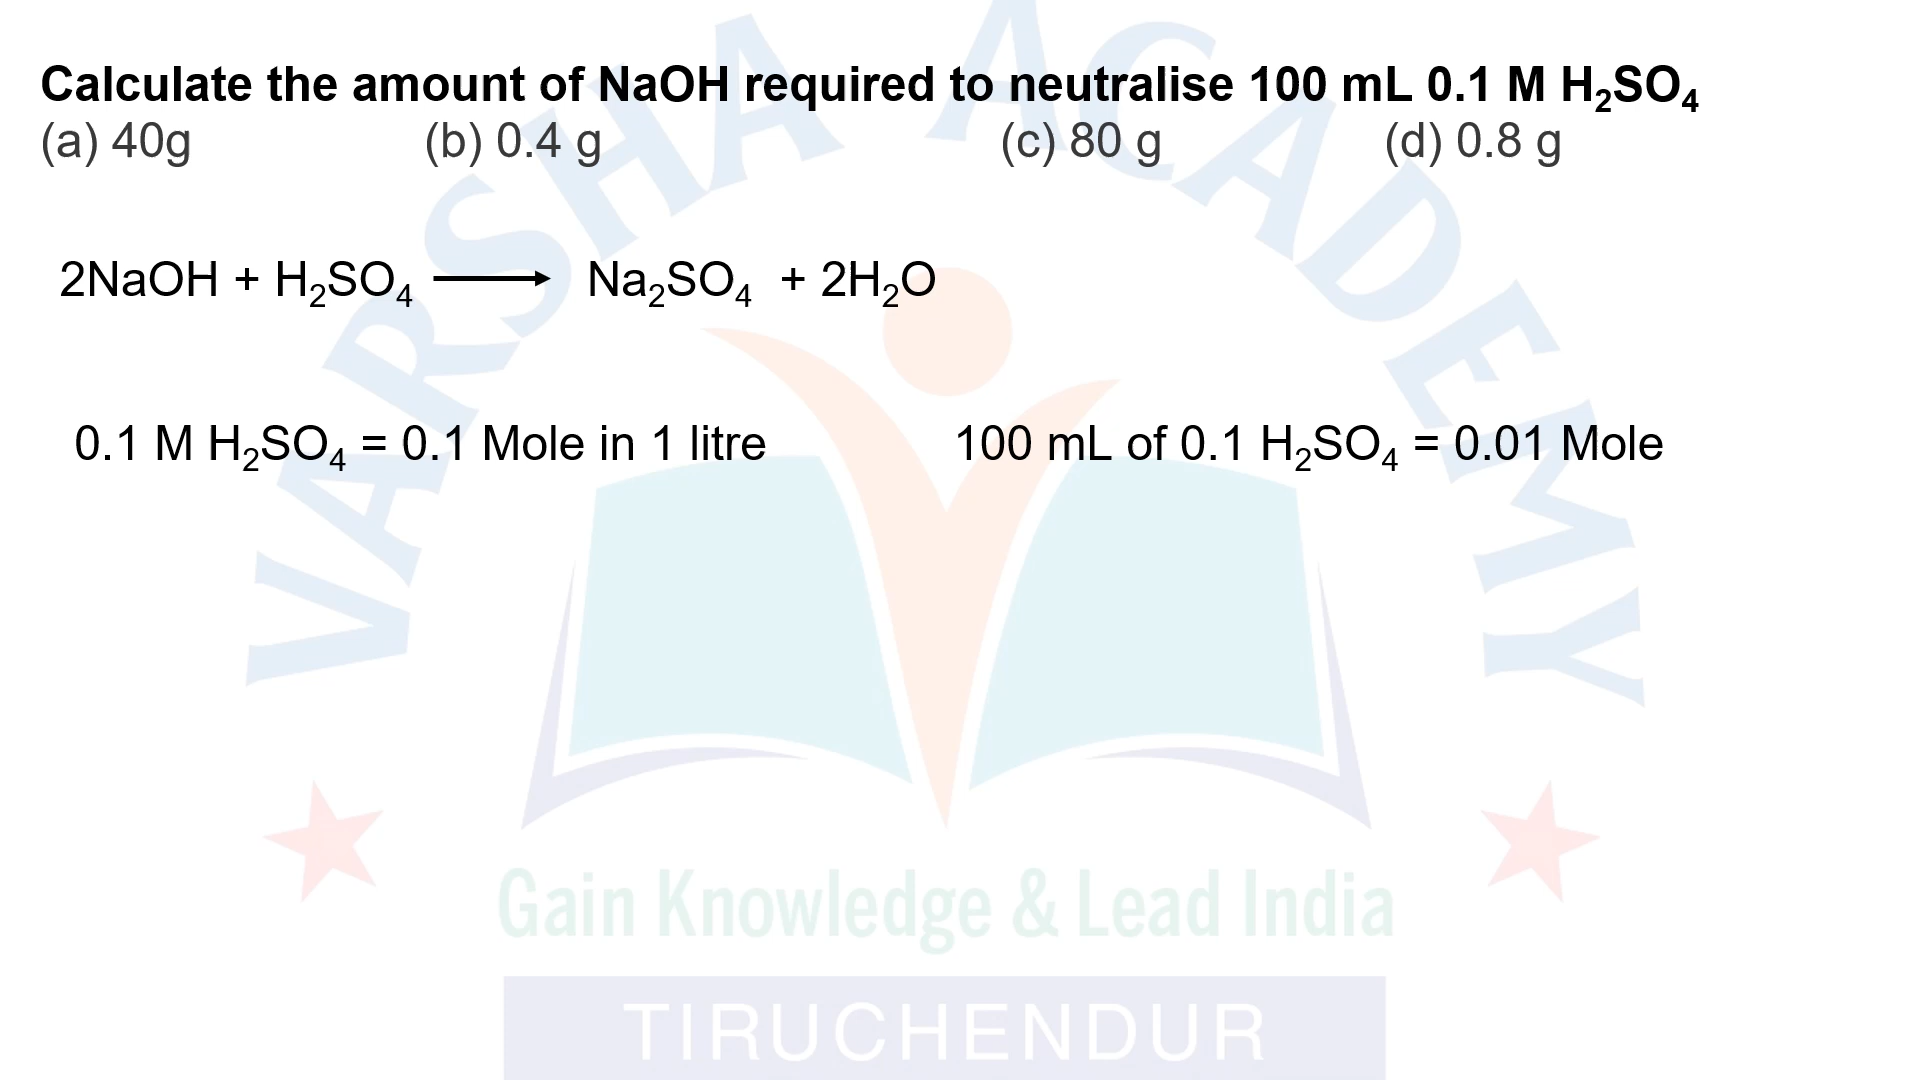 Calculate the amount of NaOH required to neutralise 100 mL 0.1 M H₂SO₄
(a) 40g (b) 0.4 g (c) 80 g (d) 0.8 g
2NaOH + H₂SO₄ ⟶ Na₂SO₄ + 2H₂O
0.1 M H₂SO₄ = 0.1 Mole in 1 litre 100 mL of 0.1 H₂SO₄ = 0.01 Mole
VARSHA ACADEMY
Gain Knowledge & Lead India
TIRUCHENDUR